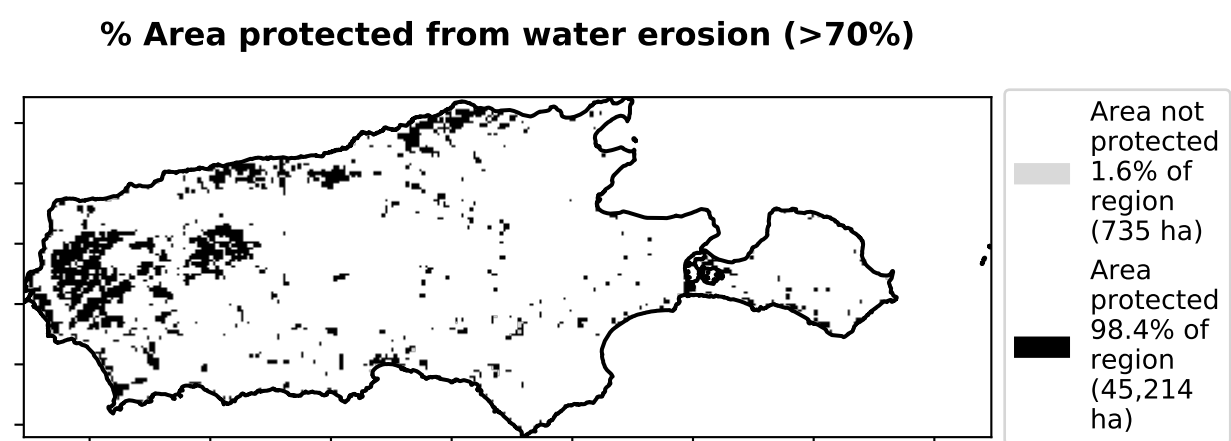 % Area protected from water erosion (>70%)
Area not
protected
1.6% of
region
(735 ha)
Area
protected
98.4% of
region
(45,214
ha)